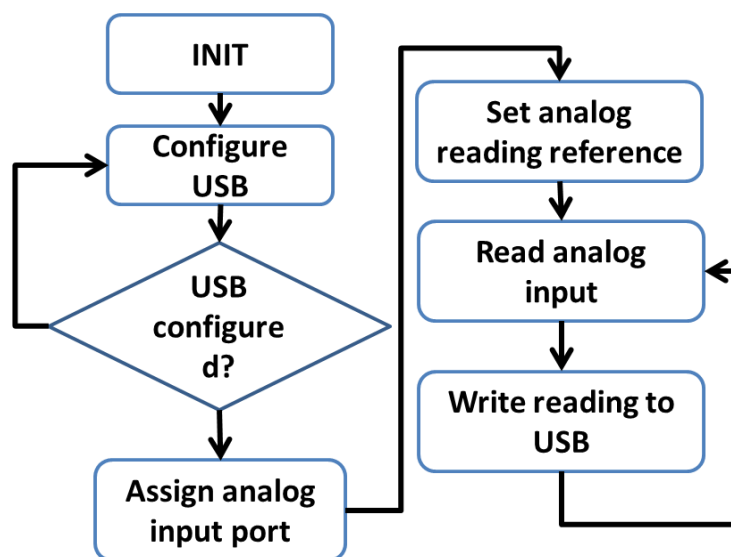 INIT
Configure
USB
USB
configure
d?
Assign analog
input port
Set analog
reading reference
Read analog
input
Write reading to
USB